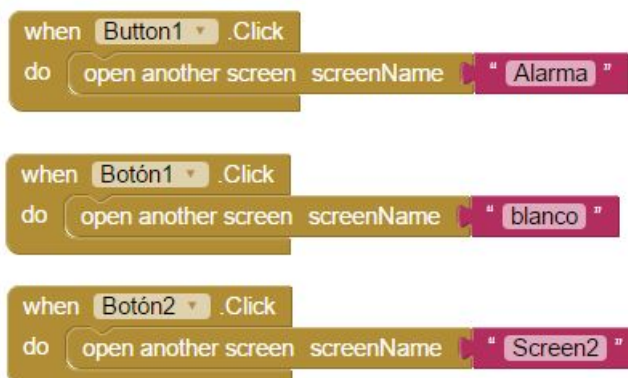 when Button1 .Click
do open another screen screenName " Alarma "
when Botón1 .Click
do open another screen screenName " blanco "
when Botón2 .Click
do open another screen screenName " Screen2 "